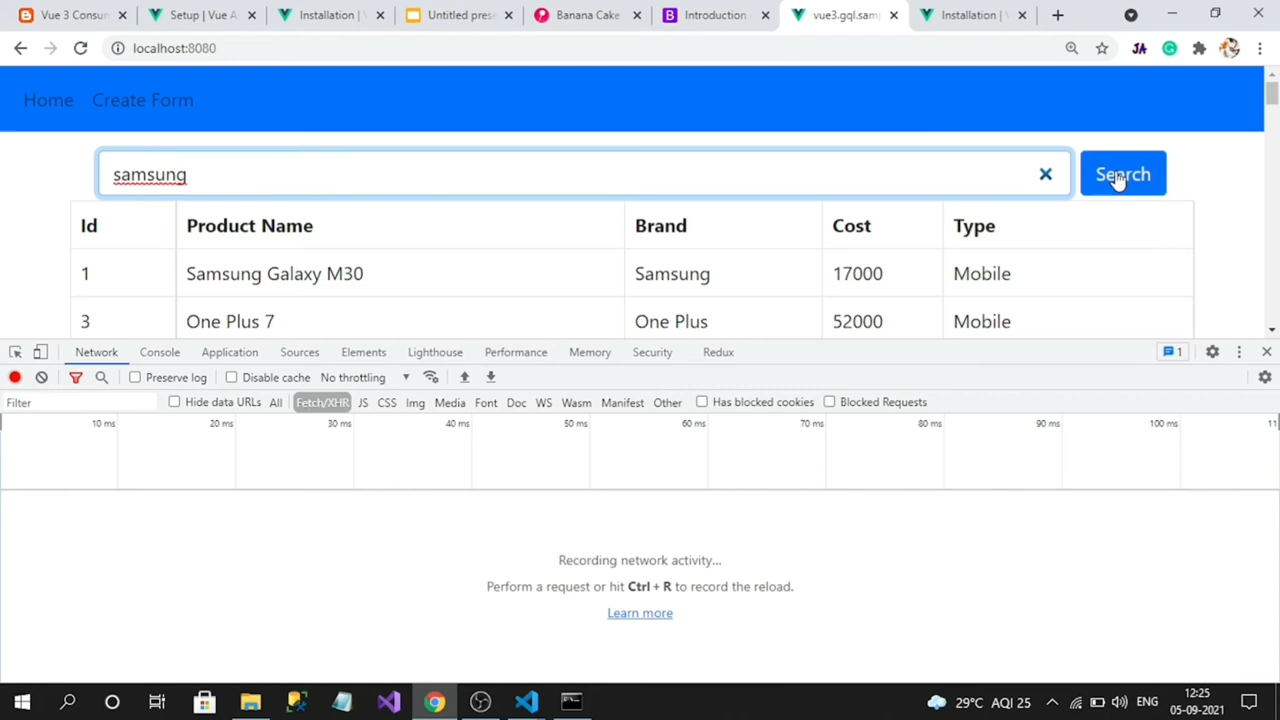 Vue 3 Consun
Setup | Vue A
Installation | V
Untitled prese
Banana Cake
Introduction ·
vue3.gql.samp
Installation | V
localhost:8080
JA
Home Create Form
samsung
Search
Id Product Name Brand Cost Type
1 Samsung Galaxy M30 Samsung 17000 Mobile
3 One Plus 7 One Plus 52000 Mobile
Network Console Application Sources Elements Lighthouse Performance Memory Security Redux 1
Preserve log Disable cache No throttling
Filter Hide data URLs All Fetch/XHR JS CSS Img Media Font Doc WS Wasm Manifest Other Has blocked cookies Blocked Requests
10 ms 20 ms 30 ms 40 ms 50 ms 60 ms 70 ms 80 ms 90 ms 100 ms 11
Recording network activity...
Perform a request or hit Ctrl + R to record the reload.
Learn more
29°C AQI 25 ENG
12:25
05-09-2021